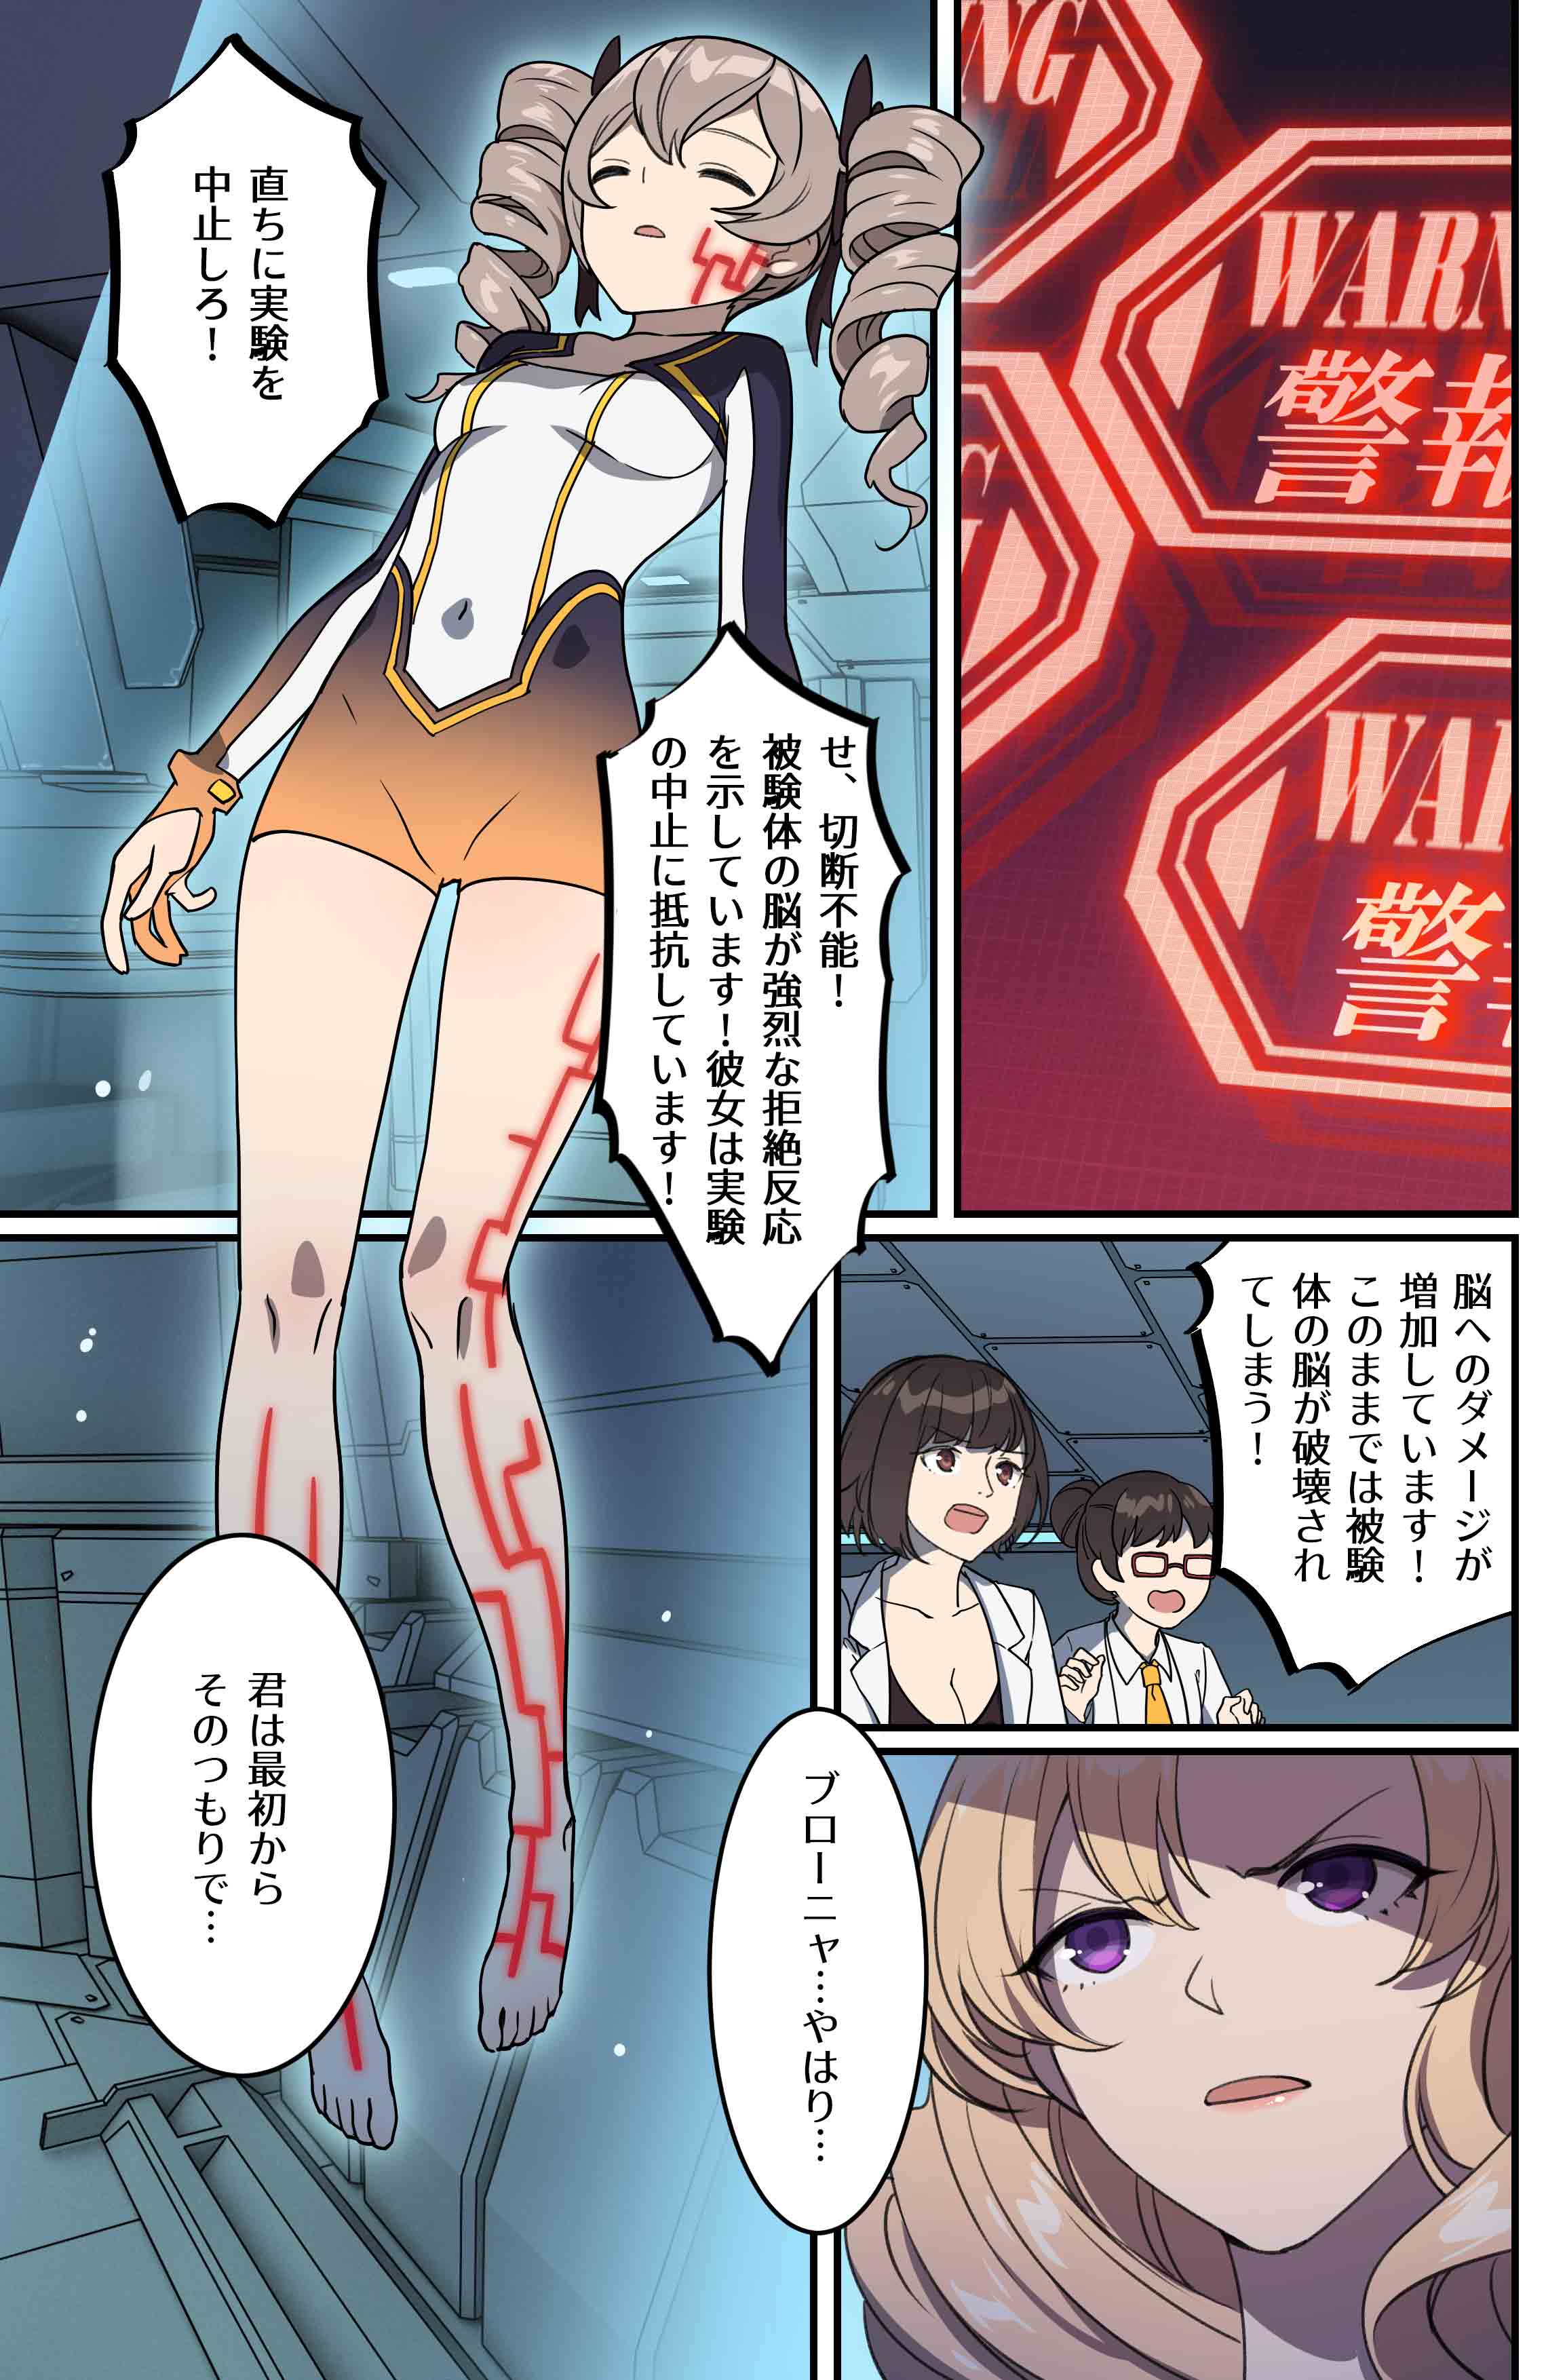 WARN
警報
WAR
警
直ちに実験を
中止しろ！
せ、切断不能！
被験体の脳が強烈な拒絶反応
を示しています！彼女は実験
の中止に抵抗しています！
脳へのダメージが
増加しています！
このままでは被験
体の脳が破壊され
てしまう！
ブローニャ…やはり…
君は最初から
そのつもりで…